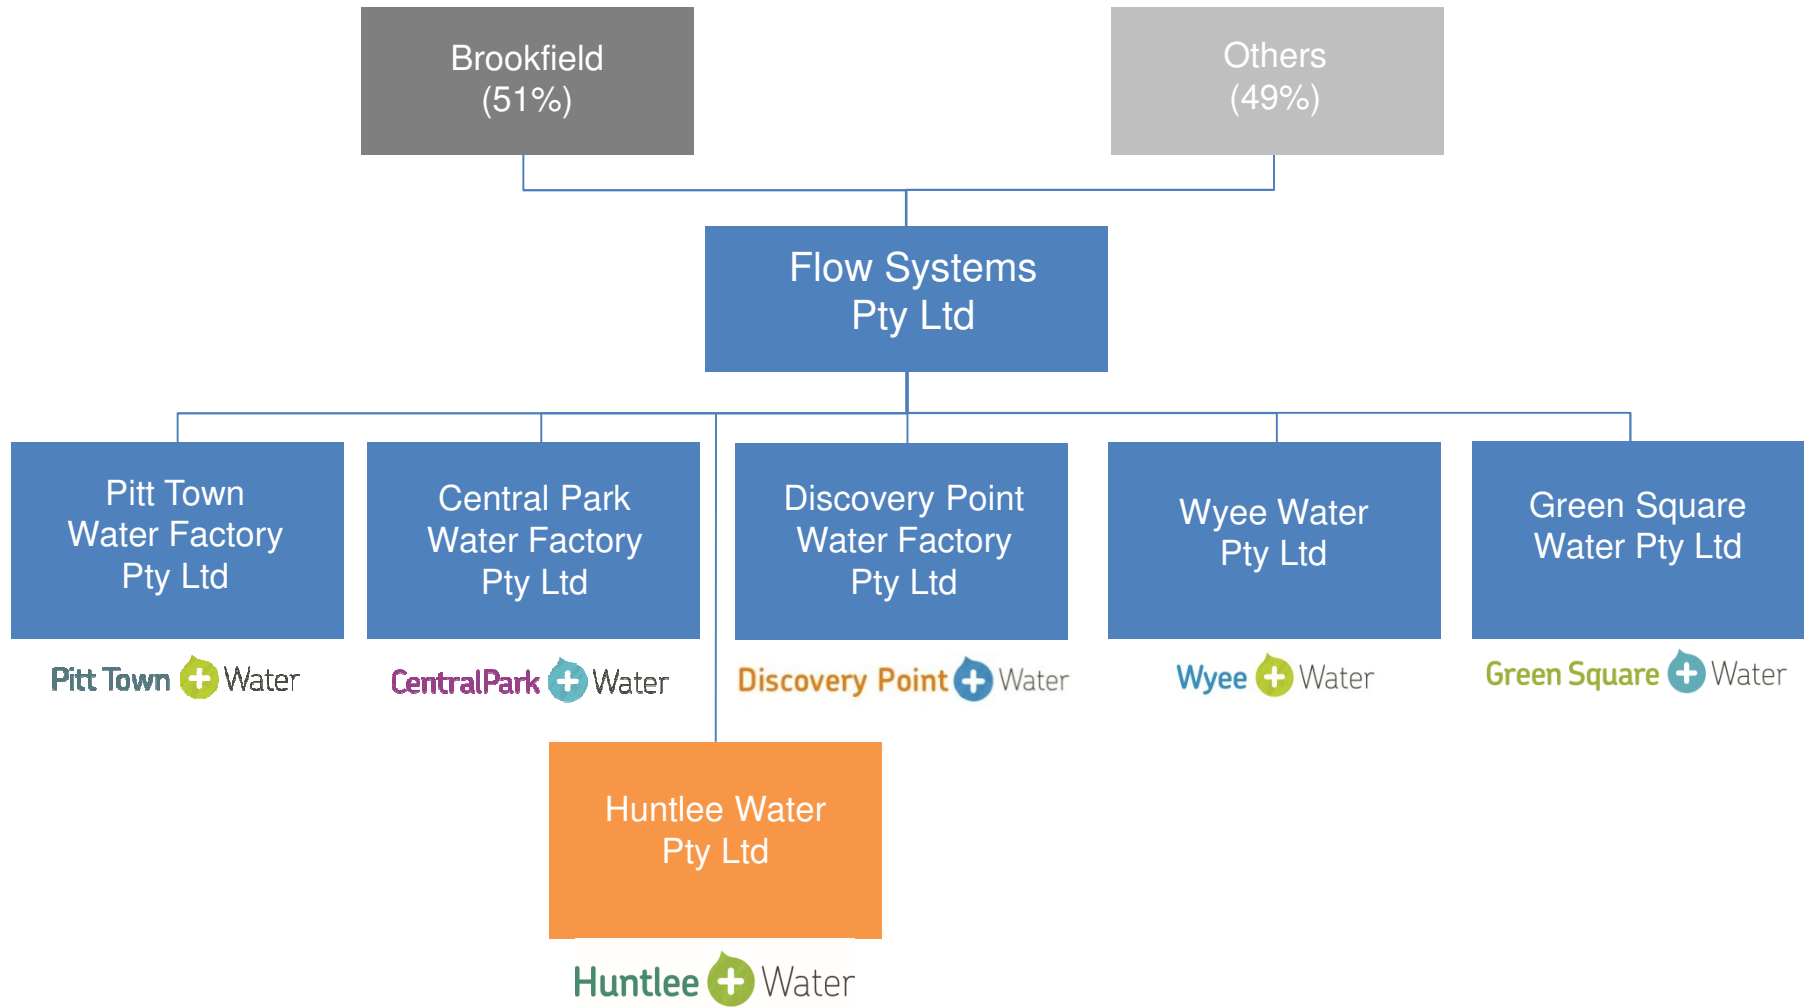 Brookfield
(51%)
Others
(49%)
Flow Systems
Pty Ltd
Pitt Town
Water Factory
Pty Ltd
Central Park
Water Factory
Pty Ltd
Discovery Point
Water Factory
Pty Ltd
Wyee Water
Pty Ltd
Green Square
Water Pty Ltd
Pitt Town + Water
CentralPark + Water
Discovery Point + Water
Wyee + Water
Green Square + Water
Huntlee Water
Pty Ltd
Huntlee + Water